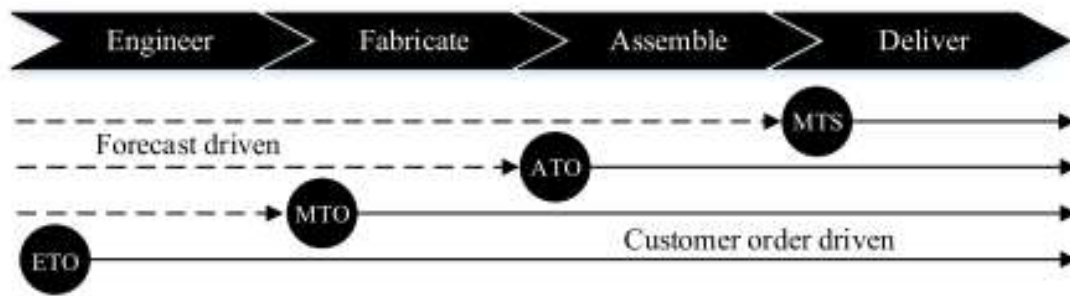 Engineer Fabricate Assemble Deliver
MTS
Forecast driven
ATO
MTO
Customer order driven
ETO